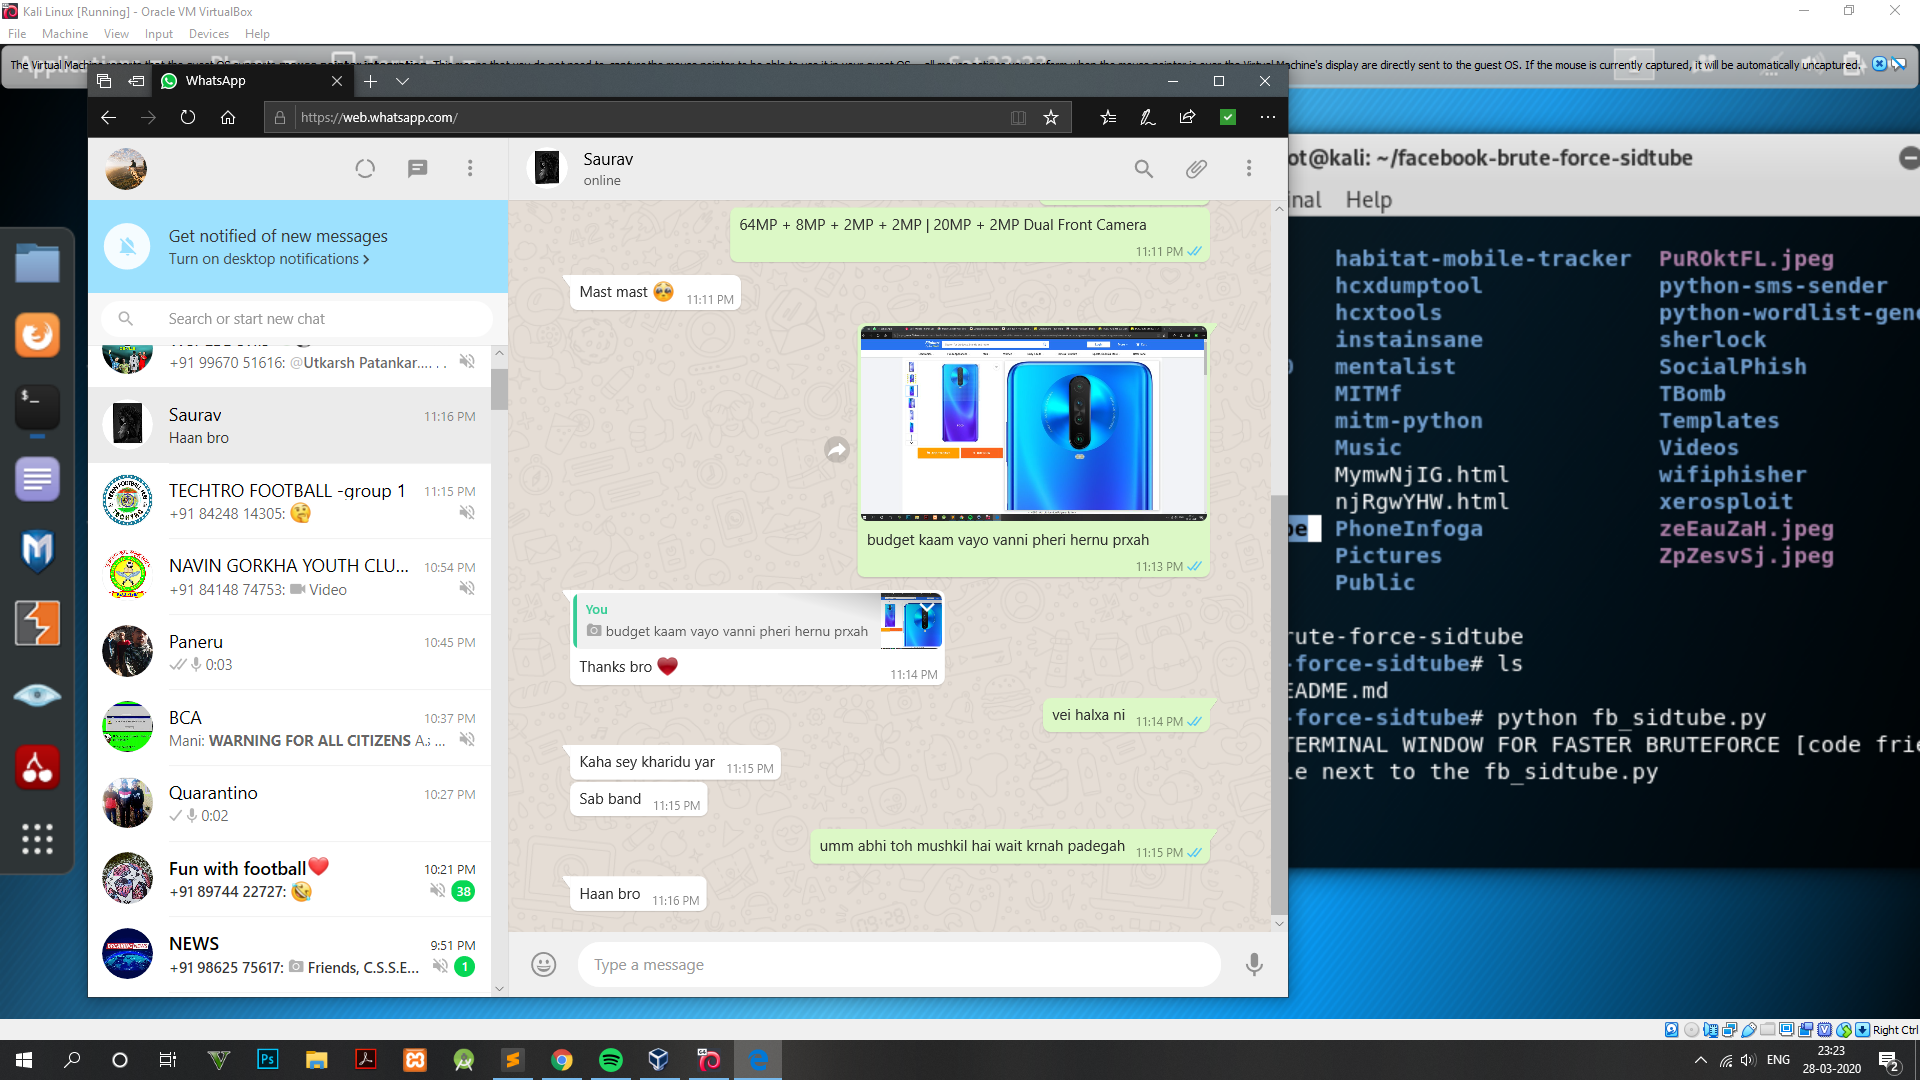 Kali Linux [Running] - Oracle VM VirtualBox
File Machine View Input Devices Help
display are directly sent to the guest OS. If the mouse is currently captured, it will be automatically uncaptured.
WhatsApp
https://web.whatsapp.com/
Saurav
online
Get notified of new messages
Turn on desktop notifications >
Search or start new chat
+91 99670 51616: @Utkarsh Patankar.... . .
Saurav 11:16 PM
Haan bro
TECHTRO FOOTBALL -group 1 11:15 PM
+91 84248 14305:
NAVIN GORKHA YOUTH CLU... 10:54 PM
+91 84148 74753: Video
Paneru 10:45 PM
0:03
BCA 10:37 PM
Mani: WARNING FOR ALL CITIZENS A.: ...
Quarantino 10:27 PM
0:02
Fun with football 10:21 PM
+91 89744 22727: 38
NEWS 9:51 PM
+91 98625 75617: Friends, C.S.S.E... 1
64MP + 8MP + 2MP + 2MP | 20MP + 2MP Dual Front Camera
11:11 PM
Mast mast 11:11 PM
budget kaam vayo vanni pheri hernu prxah
11:13 PM
You
budget kaam vayo vanni pheri hernu prxah
Thanks bro 11:14 PM
vei halxa ni 11:14 PM
Kaha sey kharidu yar 11:15 PM
Sab band 11:15 PM
umm abhi toh mushkil hai wait krnah padegah 11:15 PM
Haan bro 11:16 PM
Type a message
ot@kali: ~/facebook-brute-force-sidtube
nal Help
habitat-mobile-tracker PuROktFL.jpeg
hcxdumptool python-sms-sender
hcxtools python-wordlist-gene
instainsane sherlock
mentalist SocialPhish
MITMf TBomb
mitm-python Templates
Music Videos
MymwNjIG.html wifiphisher
njRgwYHW.html xerosploit
be PhoneInfoga zeEauZaH.jpeg
Pictures ZpZesvSj.jpeg
Public
rute-force-sidtube
-force-sidtube# ls
EADME.md
-force-sidtube# python fb_sidtube.py
TERMINAL WINDOW FOR FASTER BRUTEFORCE [code frie
le next to the fb_sidtube.py
Right Ctrl
ENG
23:23
28-03-2020
2